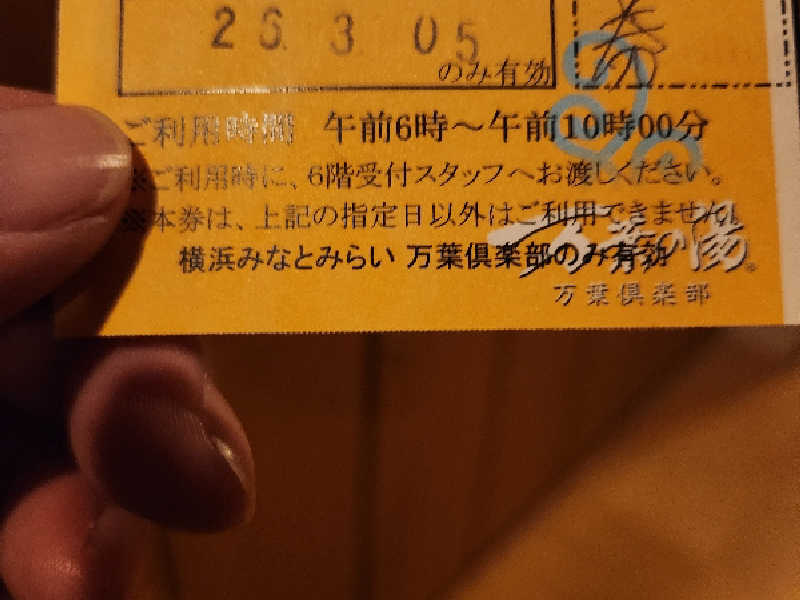 26. 3. 05
のみ有効
券
ご利用時間 午前6時～午前10時00分
※ご利用時に、6階受付スタッフへお渡しください。
※本券は、上記の指定日以外はご利用できません。
横浜みなとみらい 万葉倶楽部のみ有効
万葉の湯
万葉倶楽部